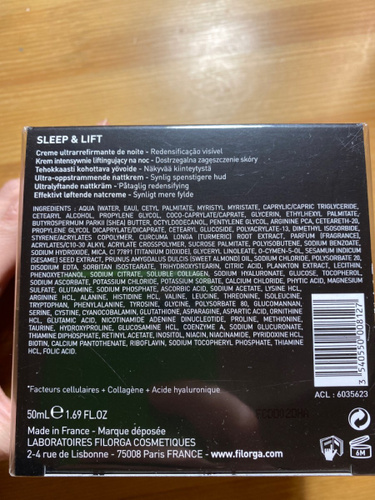 SLEEP & LIFT
Creme ultrarrefirmante de noite - Redensificação visível
Krem intensywnie liftingujący na noc - Dostrzegalna zagęszczenie skóry
Tehokkaasti kohottava yövoide - Näkyvää kiinteytystä
Ultra-oppstrammende nattkrem - Synlig spenstigere hud
Ultralyftande nattkräm - Påtaglig redensifying
Effektivt løftende natcreme - Synligt mere fylde
INGREDIENTS : AQUA (WATER, EAU), CETYL PALMITATE, MYRISTYL MYRISTATE, CAPRYLIC/CAPRIC TRIGLYCERIDE,
CETEARYL ALCOHOL, PROPYLENE GLYCOL, COCO-CAPRYLATE/CAPRATE, GLYCERIN, ETHYLHEXYL PALMITATE,
BUTYROSPERMUM PARKII (SHEA) BUTTER, OCTYLDODECANOL, PENTYLENE GLYCOL, ARGININE PCA, CETEARETH-20,
PROPYLENE GLYCOL DICAPRYLATE/DICAPRATE, CETEARYL GLUCOSIDE, POLYACRYLATE-13, DIMETHYL ISOSORBIDE,
STYRENE/ACRYLATES COPOLYMER, CURCUMA LONGA (TURMERIC) ROOT EXTRACT, PARFUM (FRAGRANCE),
ACRYLATES/C10-30 ALKYL ACRYLATE CROSSPOLYMER, SUCROSE PALMITATE, POLYISOBUTENE, SODIUM BENZOATE,
SODIUM HYDROXIDE, MICA, CI 77891 (TITANIUM DIOXIDE), GLYCERYL LINOLEATE, O-CYMEN-5-OL, SESAMUM INDICUM
(SESAME) SEED EXTRACT, PRUNUS AMYGDALUS DULCIS (SWEET ALMOND) OIL, SODIUM CHLORIDE, POLYSORBATE 20,
DISODIUM EDTA, SORBITAN ISOSTEARATE, TRIHYDROXYSTEARIN, CITRIC ACID, PLANKTON EXTRACT, LECITHIN,
PHENOXYETHANOL, SODIUM CITRATE, SOLUBLE COLLAGEN, SODIUM HYALURONATE, GLUCOSE, TOCOPHEROL,
SODIUM ASCORBATE, POTASSIUM CHLORIDE, POTASSIUM SORBATE, CALCIUM CHLORIDE, PHYTIC ACID, MAGNESIUM
SULFATE, GLUTAMINE, SODIUM PHOSPHATE, ASCORBIC ACID, SODIUM ACETATE, LYSINE HCL,
ARGININE HCL, ALANINE, HISTIDINE HCL, VALINE, LEUCINE, THREONINE, ISOLEUCINE,
TRYPTOPHAN, PHENYLALANINE, TYROSINE, GLYCINE, POLYSORBATE 80, GLUCOMANNAN,
SERINE, CYSTINE, CYANOCOBALAMIN, GLUTATHIONE, ASPARAGINE, ASPARTIC ACID, ORNITHINE
HCL, GLUTAMIC ACID, NICOTINAMIDE ADENINE DINUCLEOTIDE, PROLINE, METHIONINE,
TAURINE, HYDROXYPROLINE, GLUCOSAMINE HCL, COENZYME A, SODIUM GLUCURONATE,
THIAMINE DIPHOSPHATE, RETINYL ACETATE, INOSITOL, NIACIN, NIACINAMIDE, PYRIDOXINE HCL,
BIOTIN, CALCIUM PANTOTHENATE, RIBOFLAVIN, SODIUM TOCOPHERYL PHOSPHATE, THIAMINE
HCL, FOLIC ACID.
*Facteurs cellulaires + Collagène + Acide hyaluronique
3 540550 008127
ACL : 6035623
50mL e 1.69 FL.OZ
Made in France - Marque déposée
LABORATOIRES FILORGA COSMETIQUES
2-4 rue de Lisbonne - 75008 Paris FRANCE - www.filorga.com
6M